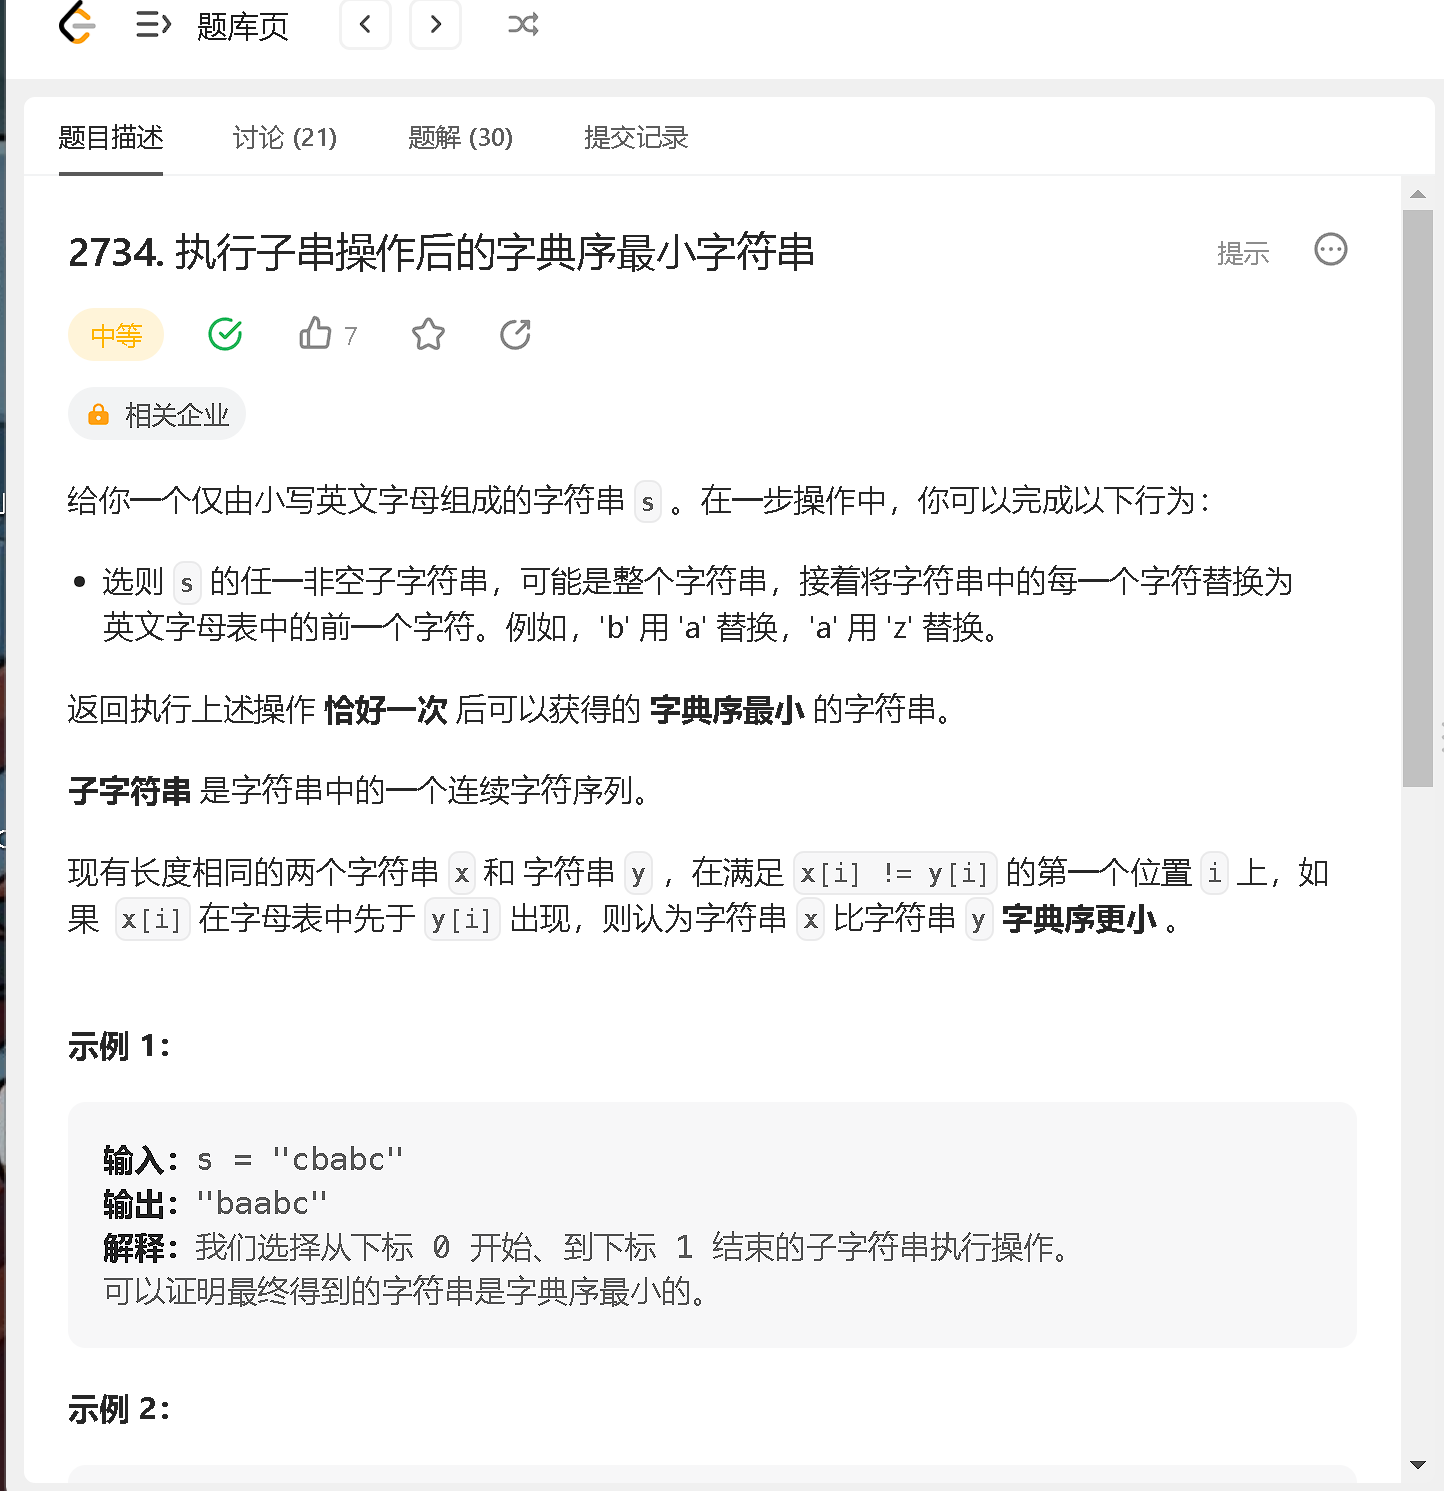 题库页
题目描述 讨论 (21) 题解 (30) 提交记录
2734. 执行子串操作后的字典序最小字符串 提示
中等 7
相关企业
给你一个仅由小写英文字母组成的字符串 s 。在一步操作中，你可以完成以下行为：
• 选则 s 的任一非空子字符串，可能是整个字符串，接着将字符串中的每一个字符替换为
英文字母表中的前一个字符。例如，'b' 用 'a' 替换，'a' 用 'z' 替换。
返回执行上述操作 恰好一次 后可以获得的 字典序最小 的字符串。
子字符串 是字符串中的一个连续字符序列。
现有长度相同的两个字符串 x 和 字符串 y ，在满足 x[i] != y[i] 的第一个位置 i 上，如
果 x[i] 在字母表中先于 y[i] 出现，则认为字符串 x 比字符串 y 字典序更小 。
示例 1：
输入：s = "cbabc"
输出："baabc"
解释：我们选择从下标 0 开始、到下标 1 结束的子字符串执行操作。
可以证明最终得到的字符串是字典序最小的。
示例 2：